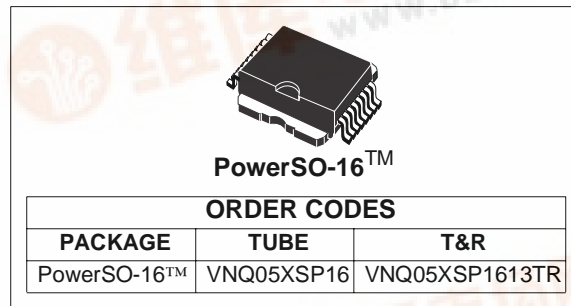 PowerSO-16™
ORDER CODES
PACKAGE TUBE T&R
PowerSO-16™ VNQ05XSP16 VNQ05XSP1613TR